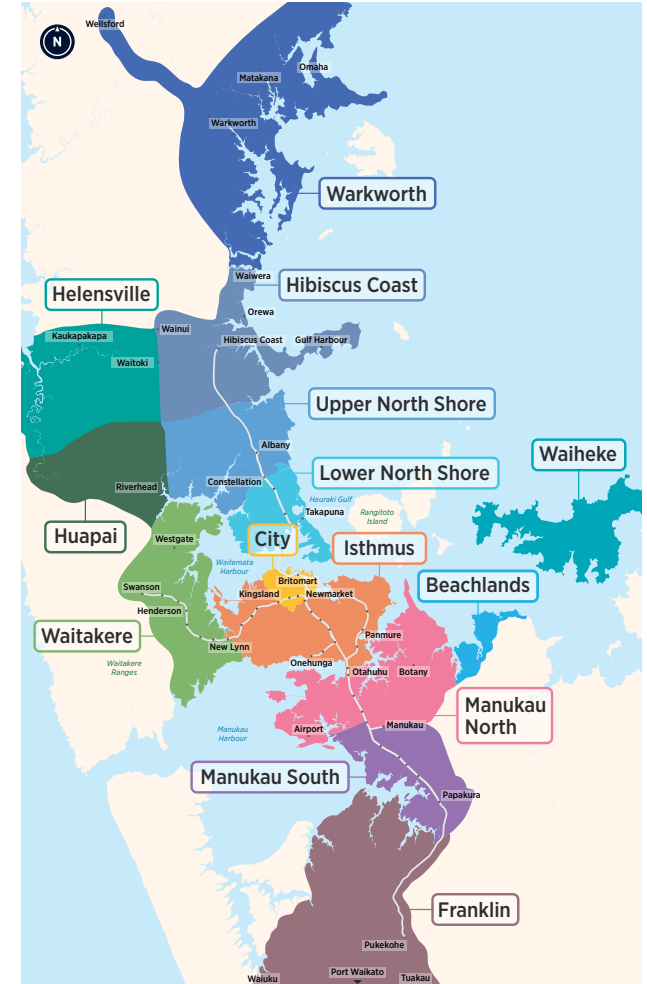 Wellsford
N
Omaha
Matakana
Warkworth
Warkworth
Waiwera
Hibiscus Coast
Helensville
Orewa
Wainui
Kaukapakapa
Hibiscus Coast
Gulf Harbour
Waitoki
Upper North Shore
Albany
Waiheke
Lower North Shore
Constellation
Riverhead
Hauraki Gulf
Takapuna
Rangitoto
Island
Huapai
City
Westgate
Isthmus
Waitemata
Harbour
Britomart
Beachlands
Swanson
Kingsland
Newmarket
Henderson
Waitakere
Panmure
New Lynn
Onehunga
Waitakere
Ranges
Otahuhu
Botany
Manukau
North
Manukau
Airport
Manukau
Harbour
Manukau South
Papakura
Franklin
Pukekohe
Port Waikato
Waiuku
Tuakau